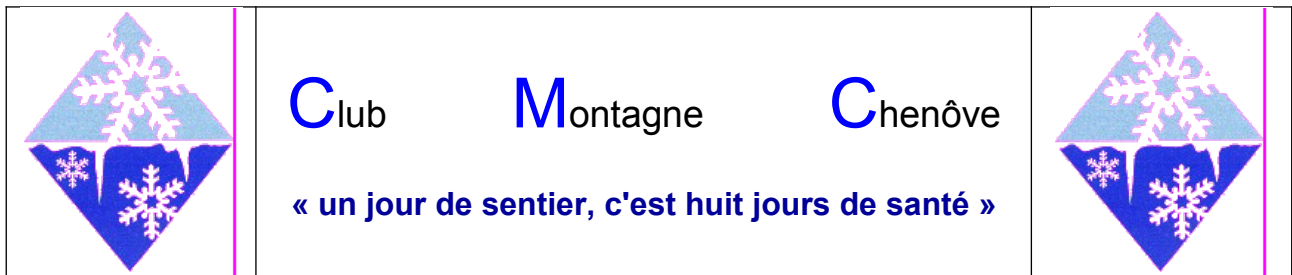 Club Montagne Chenôve
« un jour de sentier, c'est huit jours de santé »